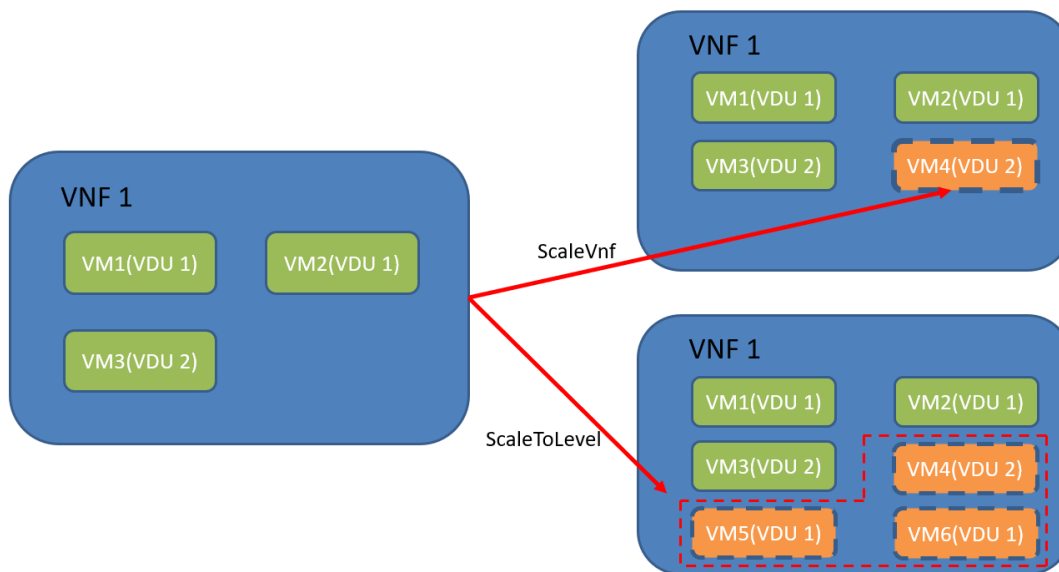 VNF 1
VM1(VDU 1)
VM2(VDU 1)
VM3(VDU 2)
ScaleVnf
ScaleToLevel
VNF 1
VM1(VDU 1)
VM2(VDU 1)
VM3(VDU 2)
VM4(VDU 2)
VNF 1
VM1(VDU 1)
VM2(VDU 1)
VM3(VDU 2)
VM4(VDU 2)
VM5(VDU 1)
VM6(VDU 1)